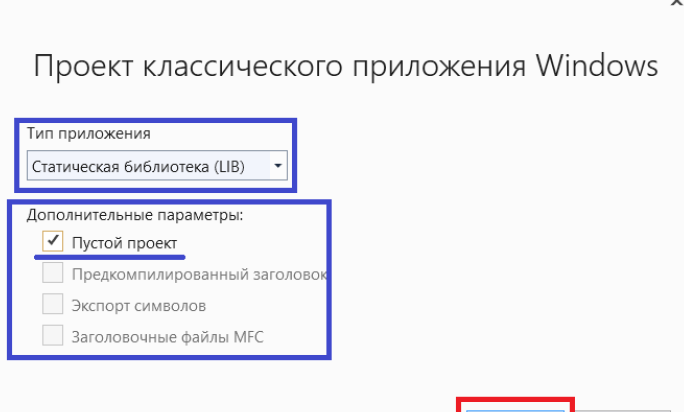 Проект классического приложения Windows
Тип приложения
Статическая библиотека (LIB)
Дополнительные параметры:
Пустой проект
Предкомпилированный заголовок
Экспорт символов
Заголовочные файлы MFC